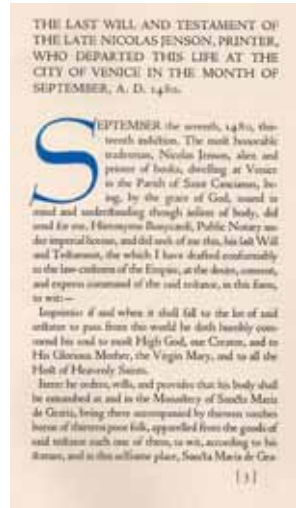 THE LAST WILL AND TESTAMENT OF
THE LATE NICOLAS JENSON, PRINTER,
WHO DEPARTED THIS LIFE AT THE
CITY OF VENICE IN THE MONTH OF
SEPTEMBER, A. D. 1480.
SEPTEMBER the seventh, 1480, thir-
teenth indiction. The most honorable
tradesman, Nicolas Jenson, alien and
printer of books, dwelling at Venice
in the Parish of Saint Cancianus, be-
ing, by the grace of God, sound in
mind and understanding though infirm of body, did
send for me, Hieronymo Bonycardi, Public Notary un-
der imperial license, and did seek of me this, his last Will
and Testament, the which I have drafted conformably
to the law-customs of the Empire, at the desire, consent,
and express command of the said testator, in this form,
to wit:—
Imprimis: if and when it shall fall to the lot of said
testator to pass from this world he doth humbly com-
mend his soul to most High God, our Creator, and to
His Glorious Mother, the Virgin Mary, and to all the
Host of Heavenly Saints.
Item: he orders, wills, and provides that his body shall
be entombed at and in the Monastery of Sancta Maria
de Gratia, being there accompanied by thirteen torches
borne of thirteen poor folk, apparelled from the goods of
said testator each one of them, to wit, according to his
stature, and in this selfsame place, Sancta Maria de Gra-
[3]